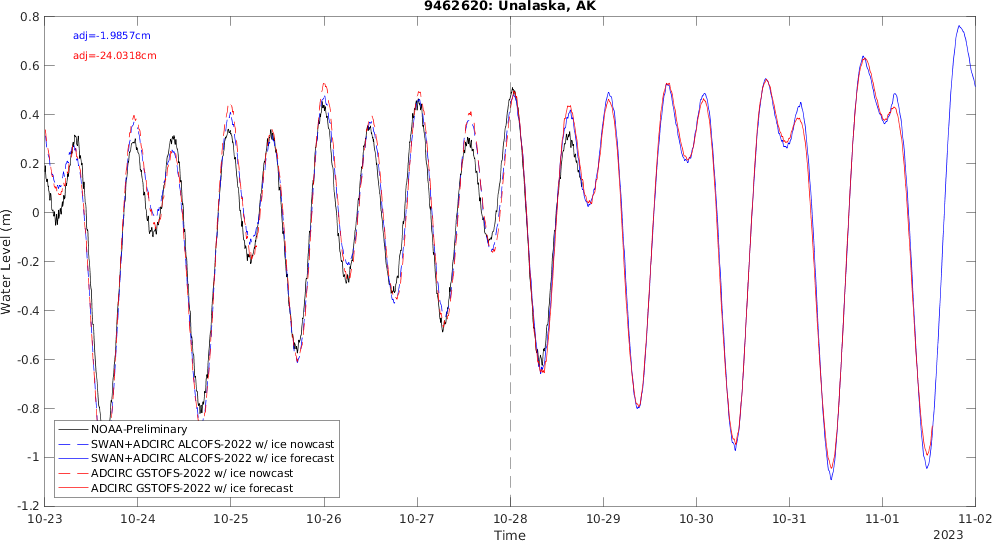 9462620: Unalaska, AK
adj=-1.9857cm
adj=-24.0318cm
Water Level (m)
0.8
0.6
0.4
0.2
0
-0.2
-0.4
-0.6
-0.8
-1
-1.2
NOAA-Preliminary
SWAN+ADCIRC ALCOFS-2022 w/ ice nowcast
SWAN+ADCIRC ALCOFS-2022 w/ ice forecast
ADCIRC GSTOFS-2022 w/ ice nowcast
ADCIRC GSTOFS-2022 w/ ice forecast
10-23 10-24 10-25 10-26 10-27 10-28 10-29 10-30 10-31 11-01 11-02
Time
2023